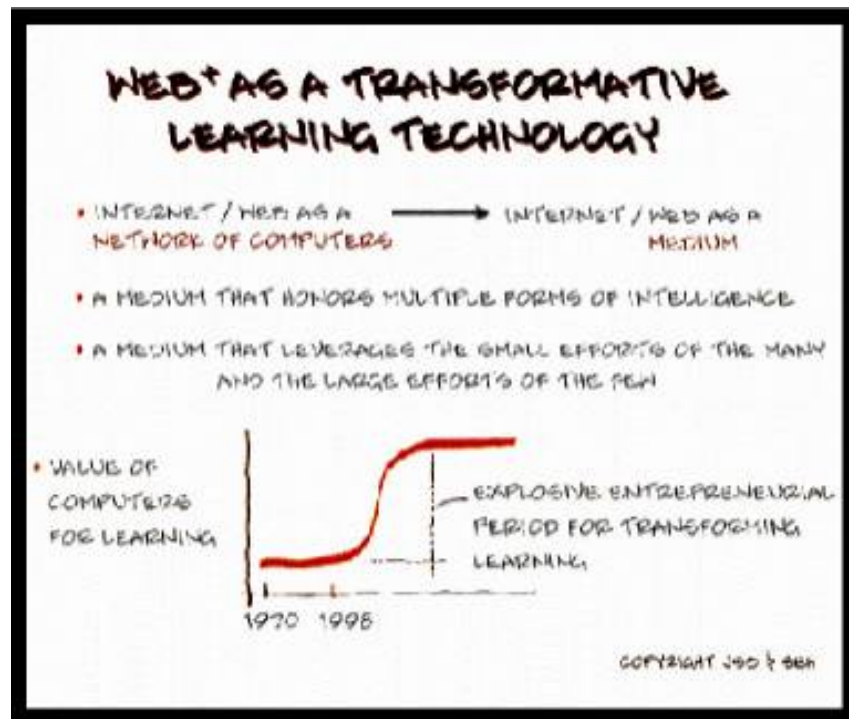 WEB⁺ AS A TRANSFORMATIVE
LEARNING TECHNOLOGY
• INTERNET / WEB AS A → INTERNET / WEB AS A
NETWORK OF COMPUTERS MEDIUM
• A MEDIUM THAT HONORS MULTIPLE FORMS OF INTELLIGENCE
• A MEDIUM THAT LEVERAGES THE SMALL EFFORTS OF THE MANY
AND THE LARGE EFFORTS OF THE FEW
• VALUE OF
COMPUTERS
FOR LEARNING
EXPLOSIVE ENTREPRENEURIAL
PERIOD FOR TRANSFORMING
LEARNING
1970
COPYRIGHT JSB &